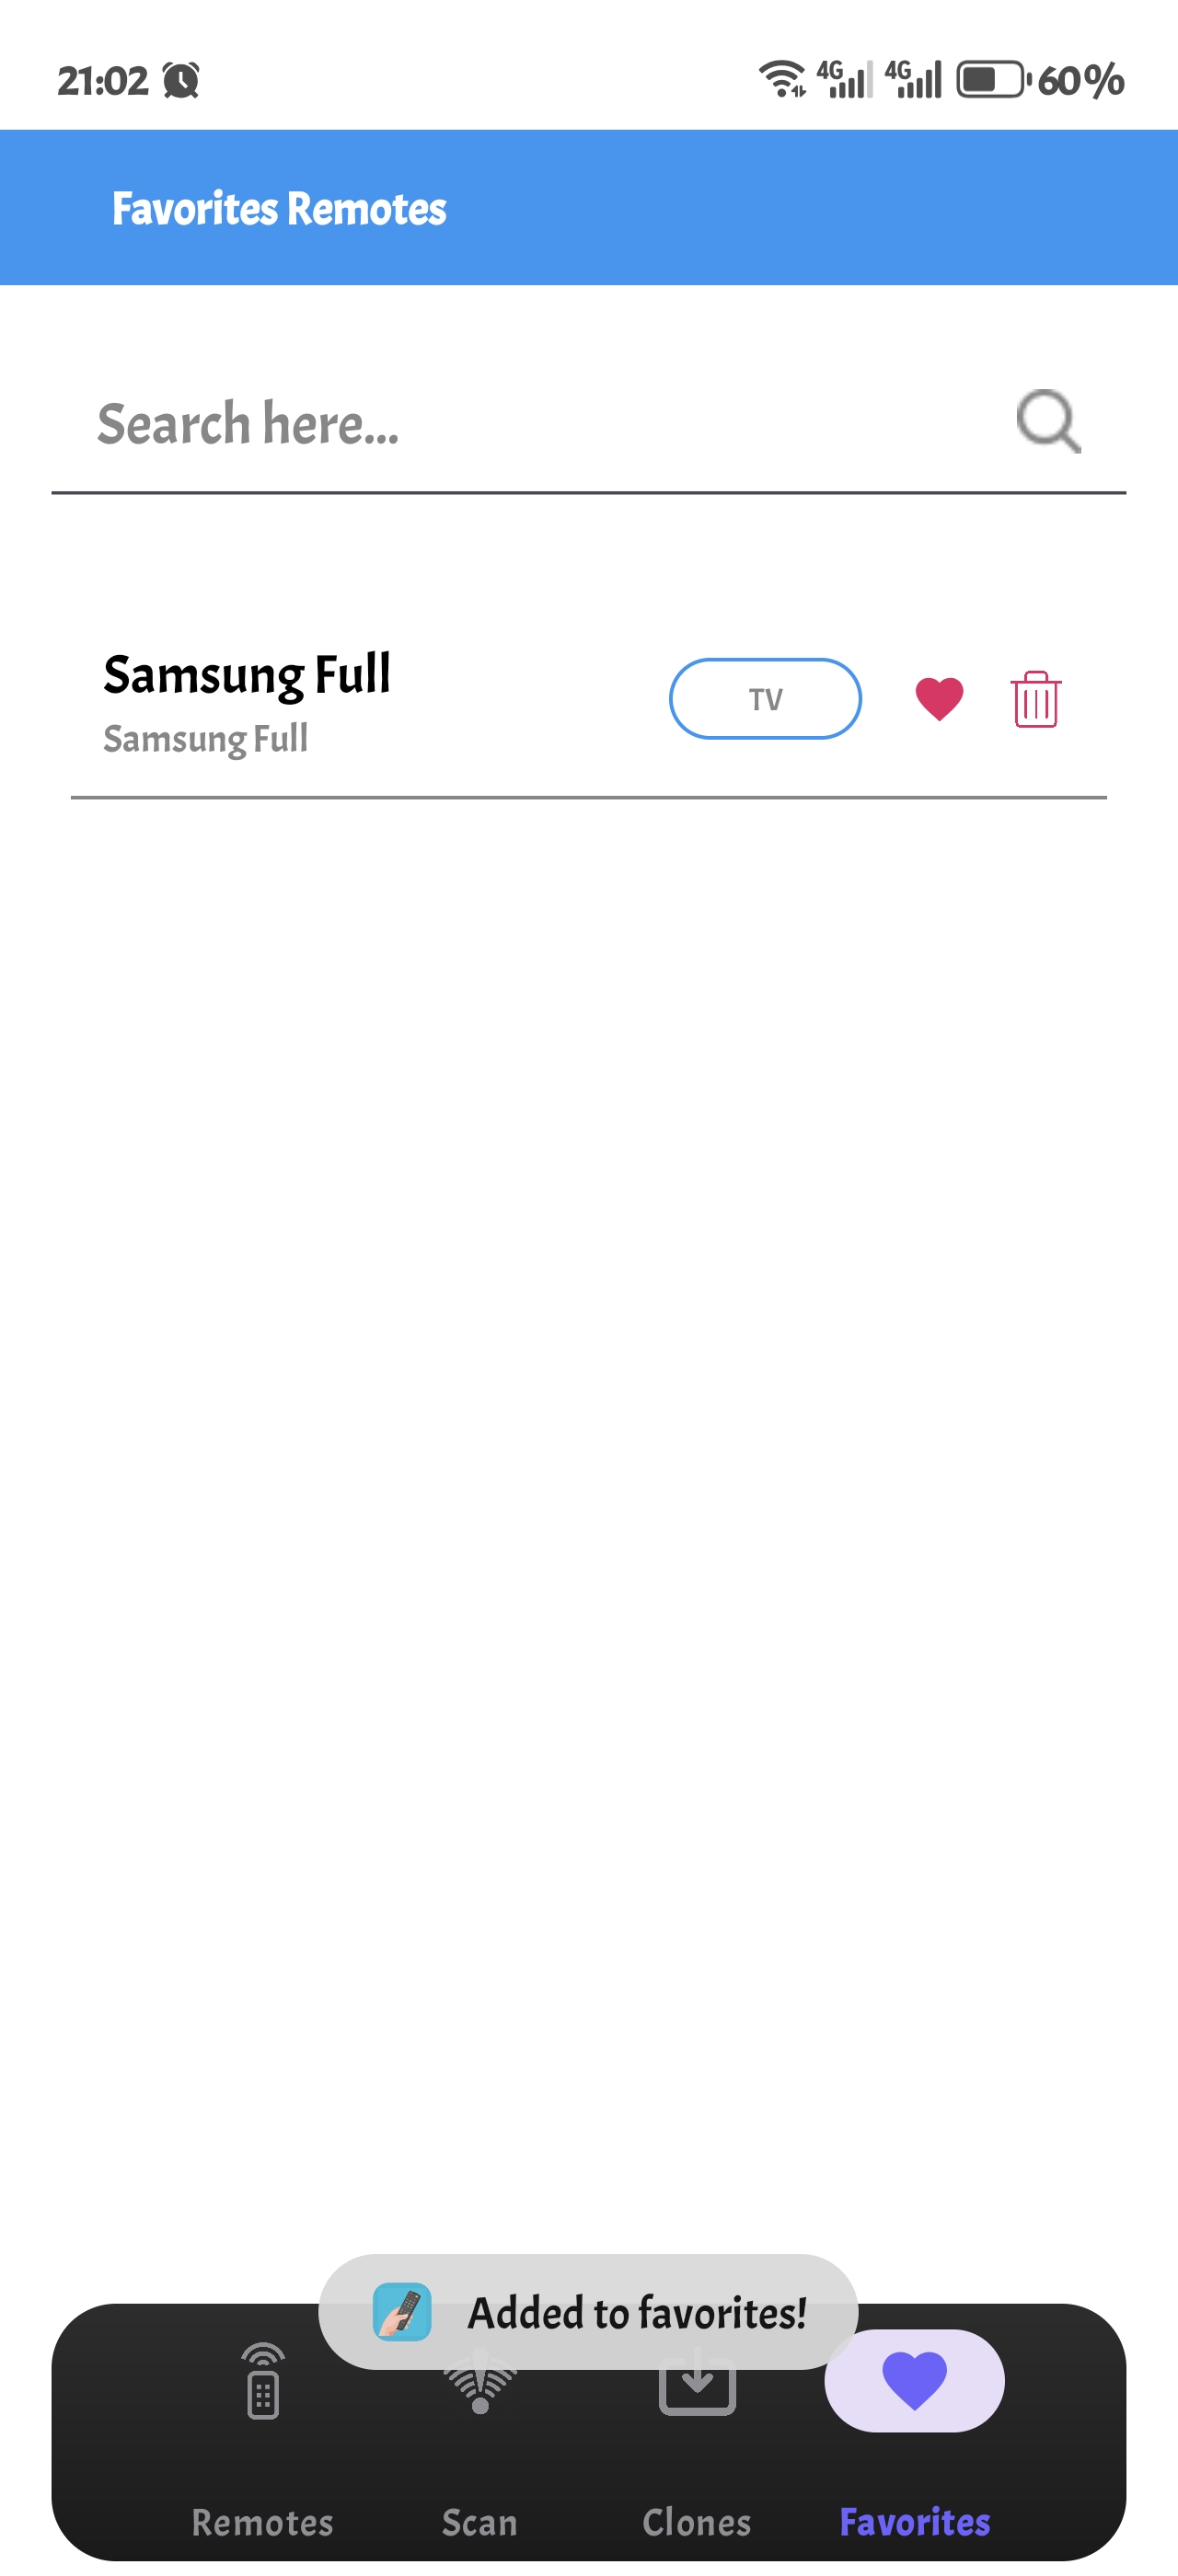 21:02
4G 4G 60%
Favorites Remotes
Search here...
Samsung Full
TV
Samsung Full
Added to favorites!
Remotes Scan Clones Favorites